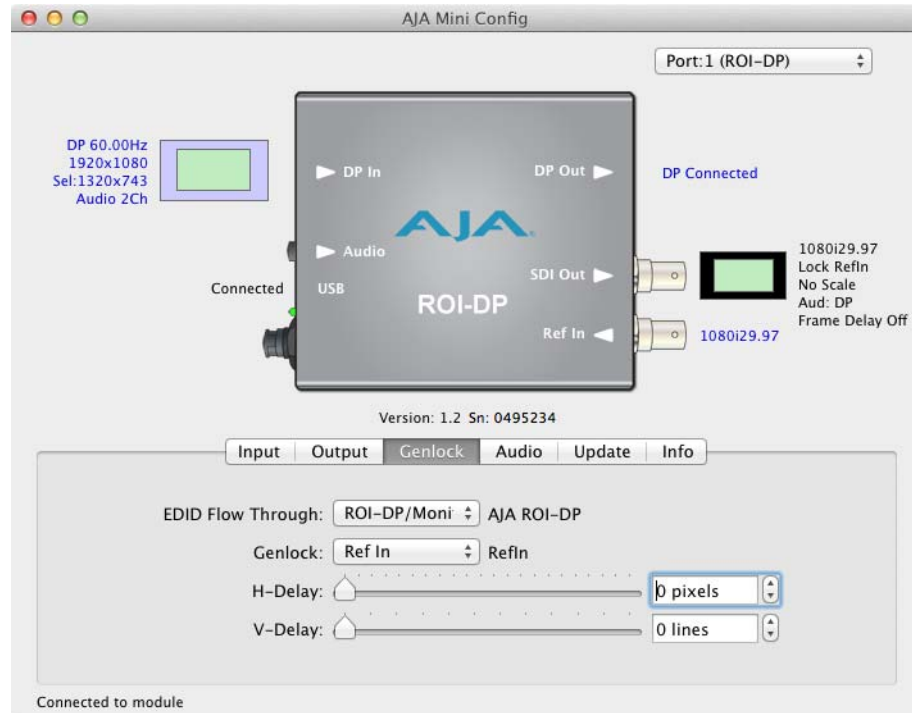 AJA Mini Config
Port:1 (ROI-DP)
DP 60.00Hz
1920x1080
Sel:1320x743
Audio 2Ch
DP In
DP Out
DP Connected
AJA
Audio
Connected
USB
SDI Out
ROI-DP
1080i29.97
Lock RefIn
No Scale
Aud: DP
Frame Delay Off
Ref In
1080i29.97
Version: 1.2 Sn: 0495234
Input Output Genlock Audio Update Info
EDID Flow Through: ROI-DP/Moni AJA ROI-DP
Genlock: Ref In RefIn
H-Delay: 0 pixels
V-Delay: 0 lines
Connected to module